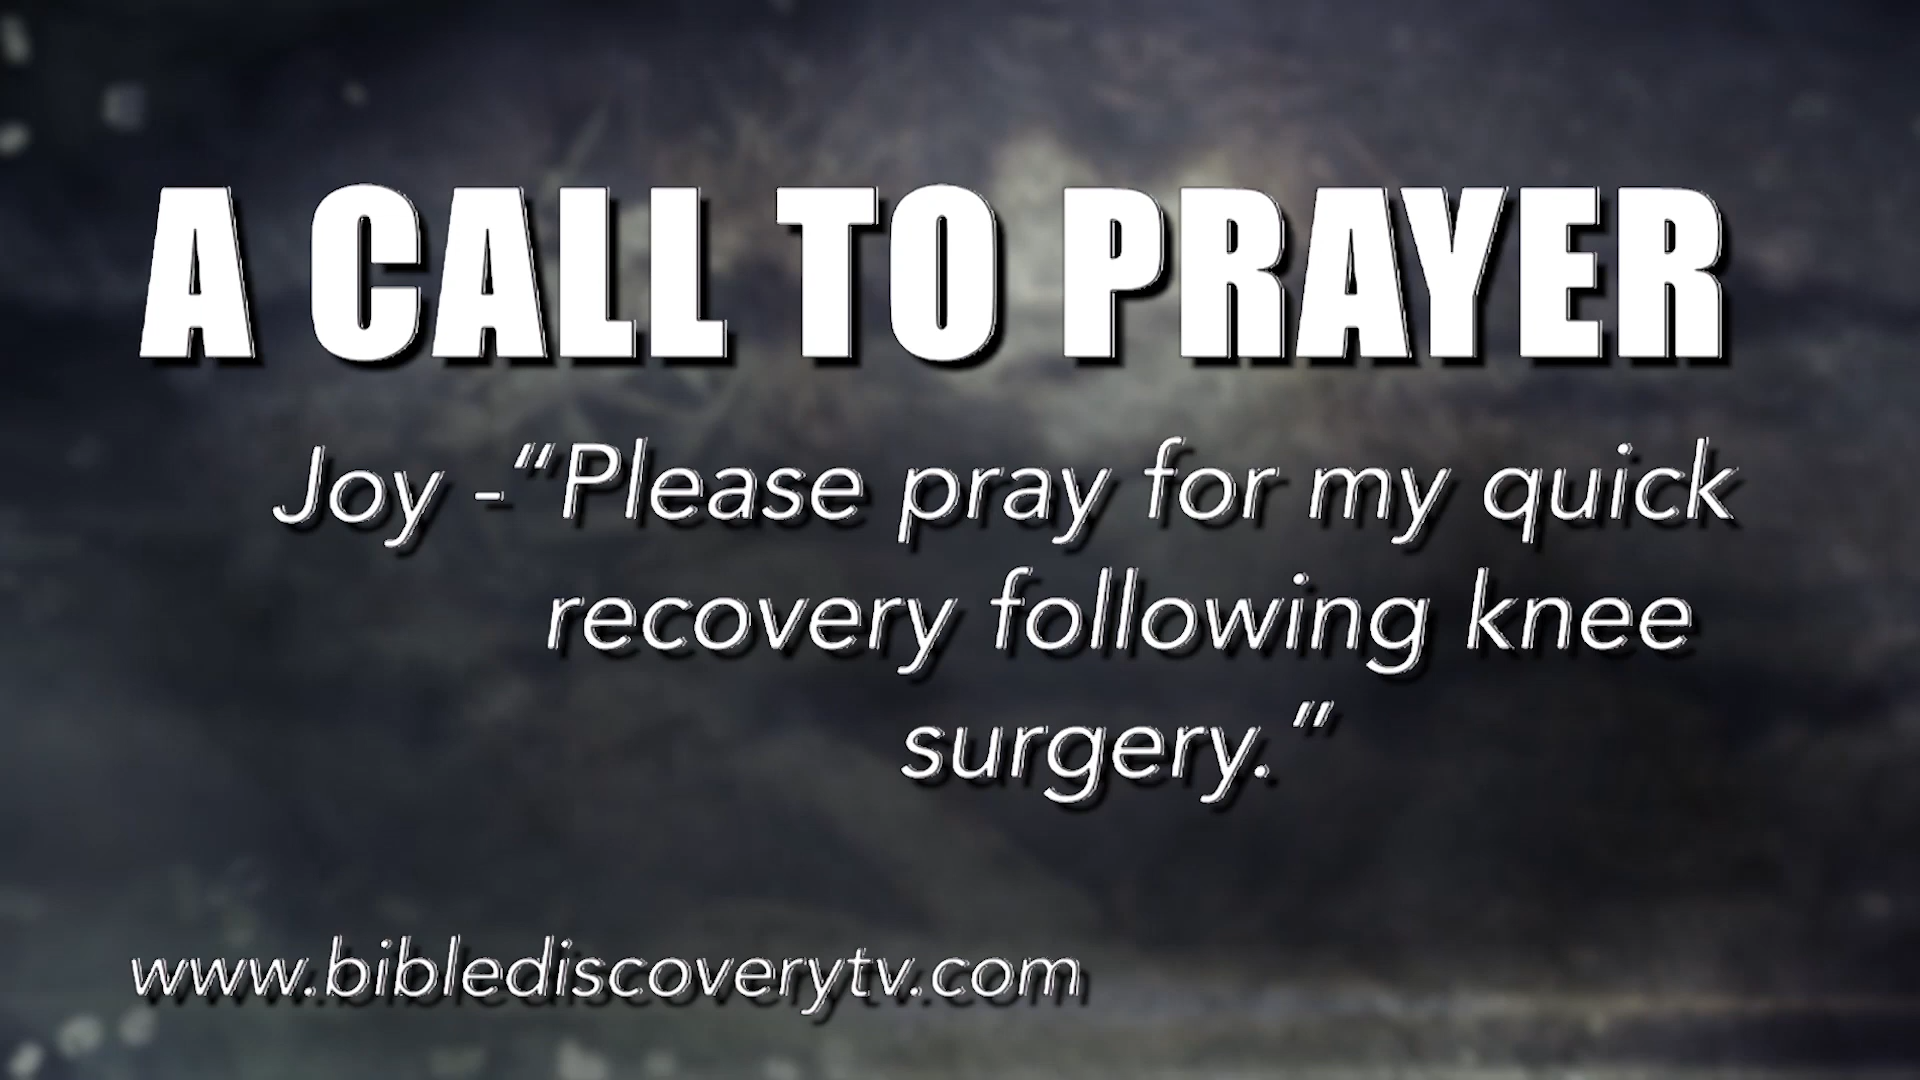 A CALL TO PRAYER
Joy -“Please pray for my quick
recovery following knee
surgery.”
www.biblediscoverytv.com